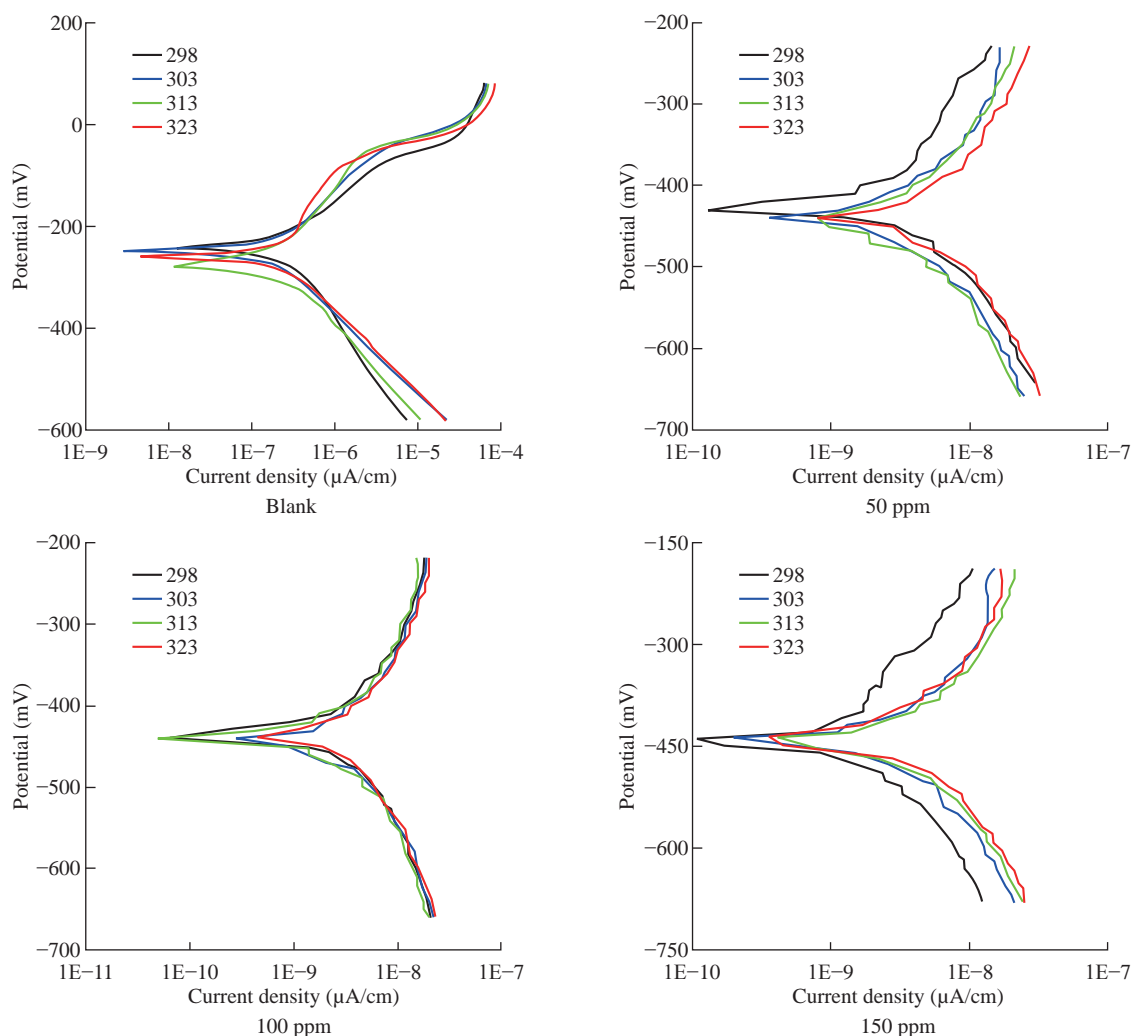 200
0
−200
−400
−600
Potential (mV)
298
303
313
323
1E−9
1E−8
1E−7
1E−6
1E−5
1E−4
Current density (µA/cm)
Blank
−200
−300
−400
−500
−600
−700
Potential (mV)
298
303
313
323
1E−10
1E−9
1E−8
1E−7
Current density (µA/cm)
50 ppm
−200
−300
−400
−500
−600
−700
Potential (mV)
298
303
313
323
1E−11
1E−10
1E−9
1E−8
1E−7
Current density (µA/cm)
100 ppm
−150
−300
−450
−600
−750
Potential (mV)
298
303
313
323
1E−10
1E−9
1E−8
1E−7
Current density (µA/cm)
150 ppm